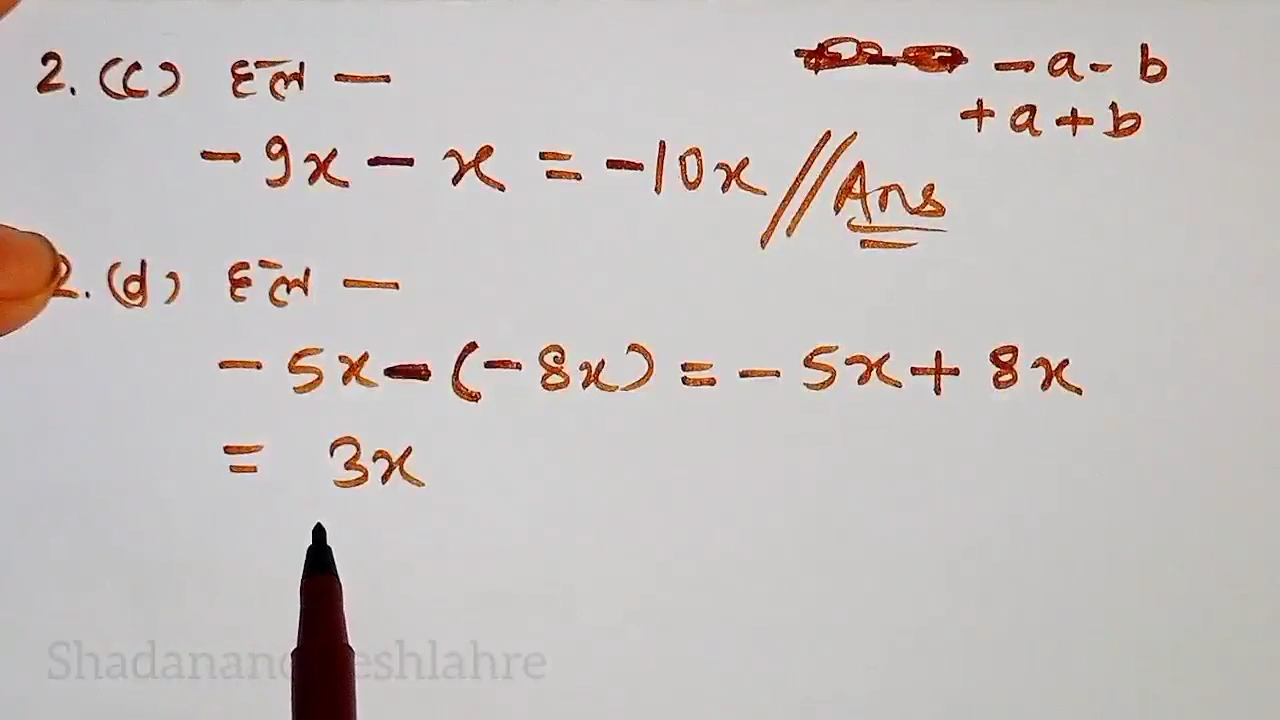 2. (c) हल —
- a - b
+ a + b
- 9x - x = -10x // Ans
2. (d) हल —
- 5x - (- 8x) = - 5x + 8x
= 3x